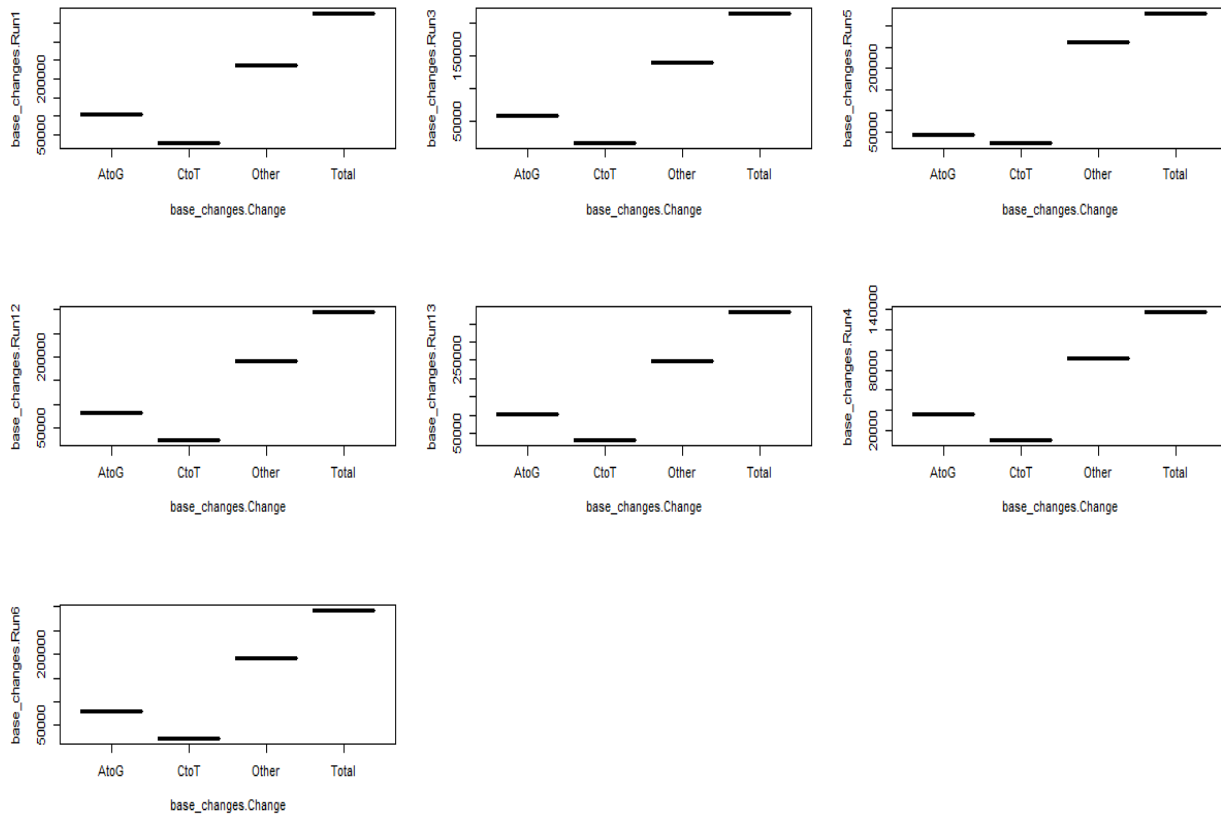 base_changes.Run1
50000 200000
AtoG CtoT Other Total
base_changes.Change
base_changes.Run3
50000 150000
AtoG CtoT Other Total
base_changes.Change
base_changes.Run5
50000 200000
AtoG CtoT Other Total
base_changes.Change
base_changes.Run12
50000 200000
AtoG CtoT Other Total
base_changes.Change
base_changes.Run13
50000 250000
AtoG CtoT Other Total
base_changes.Change
base_changes.Run4
20000 80000 140000
AtoG CtoT Other Total
base_changes.Change
base_changes.Run6
50000 200000
AtoG CtoT Other Total
base_changes.Change